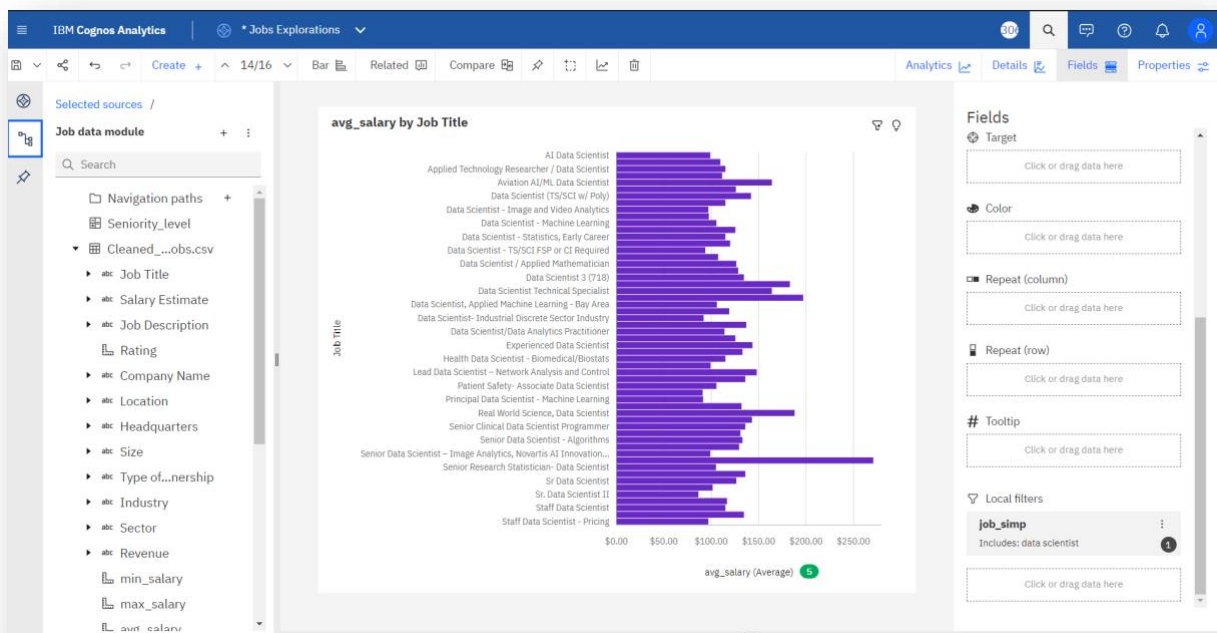 IBM Cognos Analytics
* Jobs Explorations
306
Create +
14/16
Bar
Related
Compare
Analytics
Details
Fields
Properties
Selected sources /
Job data module
Search
Navigation paths +
Seniority_level
Cleaned_...obs.csv
abc Job Title
abc Salary Estimate
abc Job Description
Rating
abc Company Name
abc Location
abc Headquarters
abc Size
abc Type of...nership
abc Industry
abc Sector
abc Revenue
min_salary
max_salary
avg_salary
avg_salary by Job Title
Job Title
AI Data Scientist
Applied Technology Researcher / Data Scientist
Aviation AI/ML Data Scientist
Data Scientist (TS/SCI w/ Poly)
Data Scientist - Image and Video Analytics
Data Scientist - Machine Learning
Data Scientist - Statistics, Early Career
Data Scientist - TS/SCI FSP or CI Required
Data Scientist / Applied Mathematician
Data Scientist 3 (718)
Data Scientist Technical Specialist
Data Scientist, Applied Machine Learning - Bay Area
Data Scientist- Industrial Discrete Sector Industry
Data Scientist/Data Analytics Practitioner
Experienced Data Scientist
Health Data Scientist - Biomedical/Biostats
Lead Data Scientist – Network Analysis and Control
Patient Safety- Associate Data Scientist
Principal Data Scientist - Machine Learning
Real World Science, Data Scientist
Senior Clinical Data Scientist Programmer
Senior Data Scientist - Algorithms
Senior Data Scientist – Image Analytics, Novartis AI Innovation...
Senior Research Statistician- Data Scientist
Sr Data Scientist
Sr. Data Scientist II
Staff Data Scientist
Staff Data Scientist - Pricing
$0.00 $50.00 $100.00 $150.00 $200.00 $250.00
avg_salary (Average) 5
Fields
Target
Click or drag data here
Color
Click or drag data here
Repeat (column)
Click or drag data here
Repeat (row)
Click or drag data here
# Tooltip
Click or drag data here
Local filters
job_simp
Includes: data scientist
1
Click or drag data here